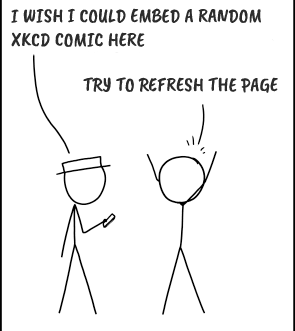 I WISH I COULD EMBED A RANDOM
XKCD COMIC HERE
TRY TO REFRESH THE PAGE